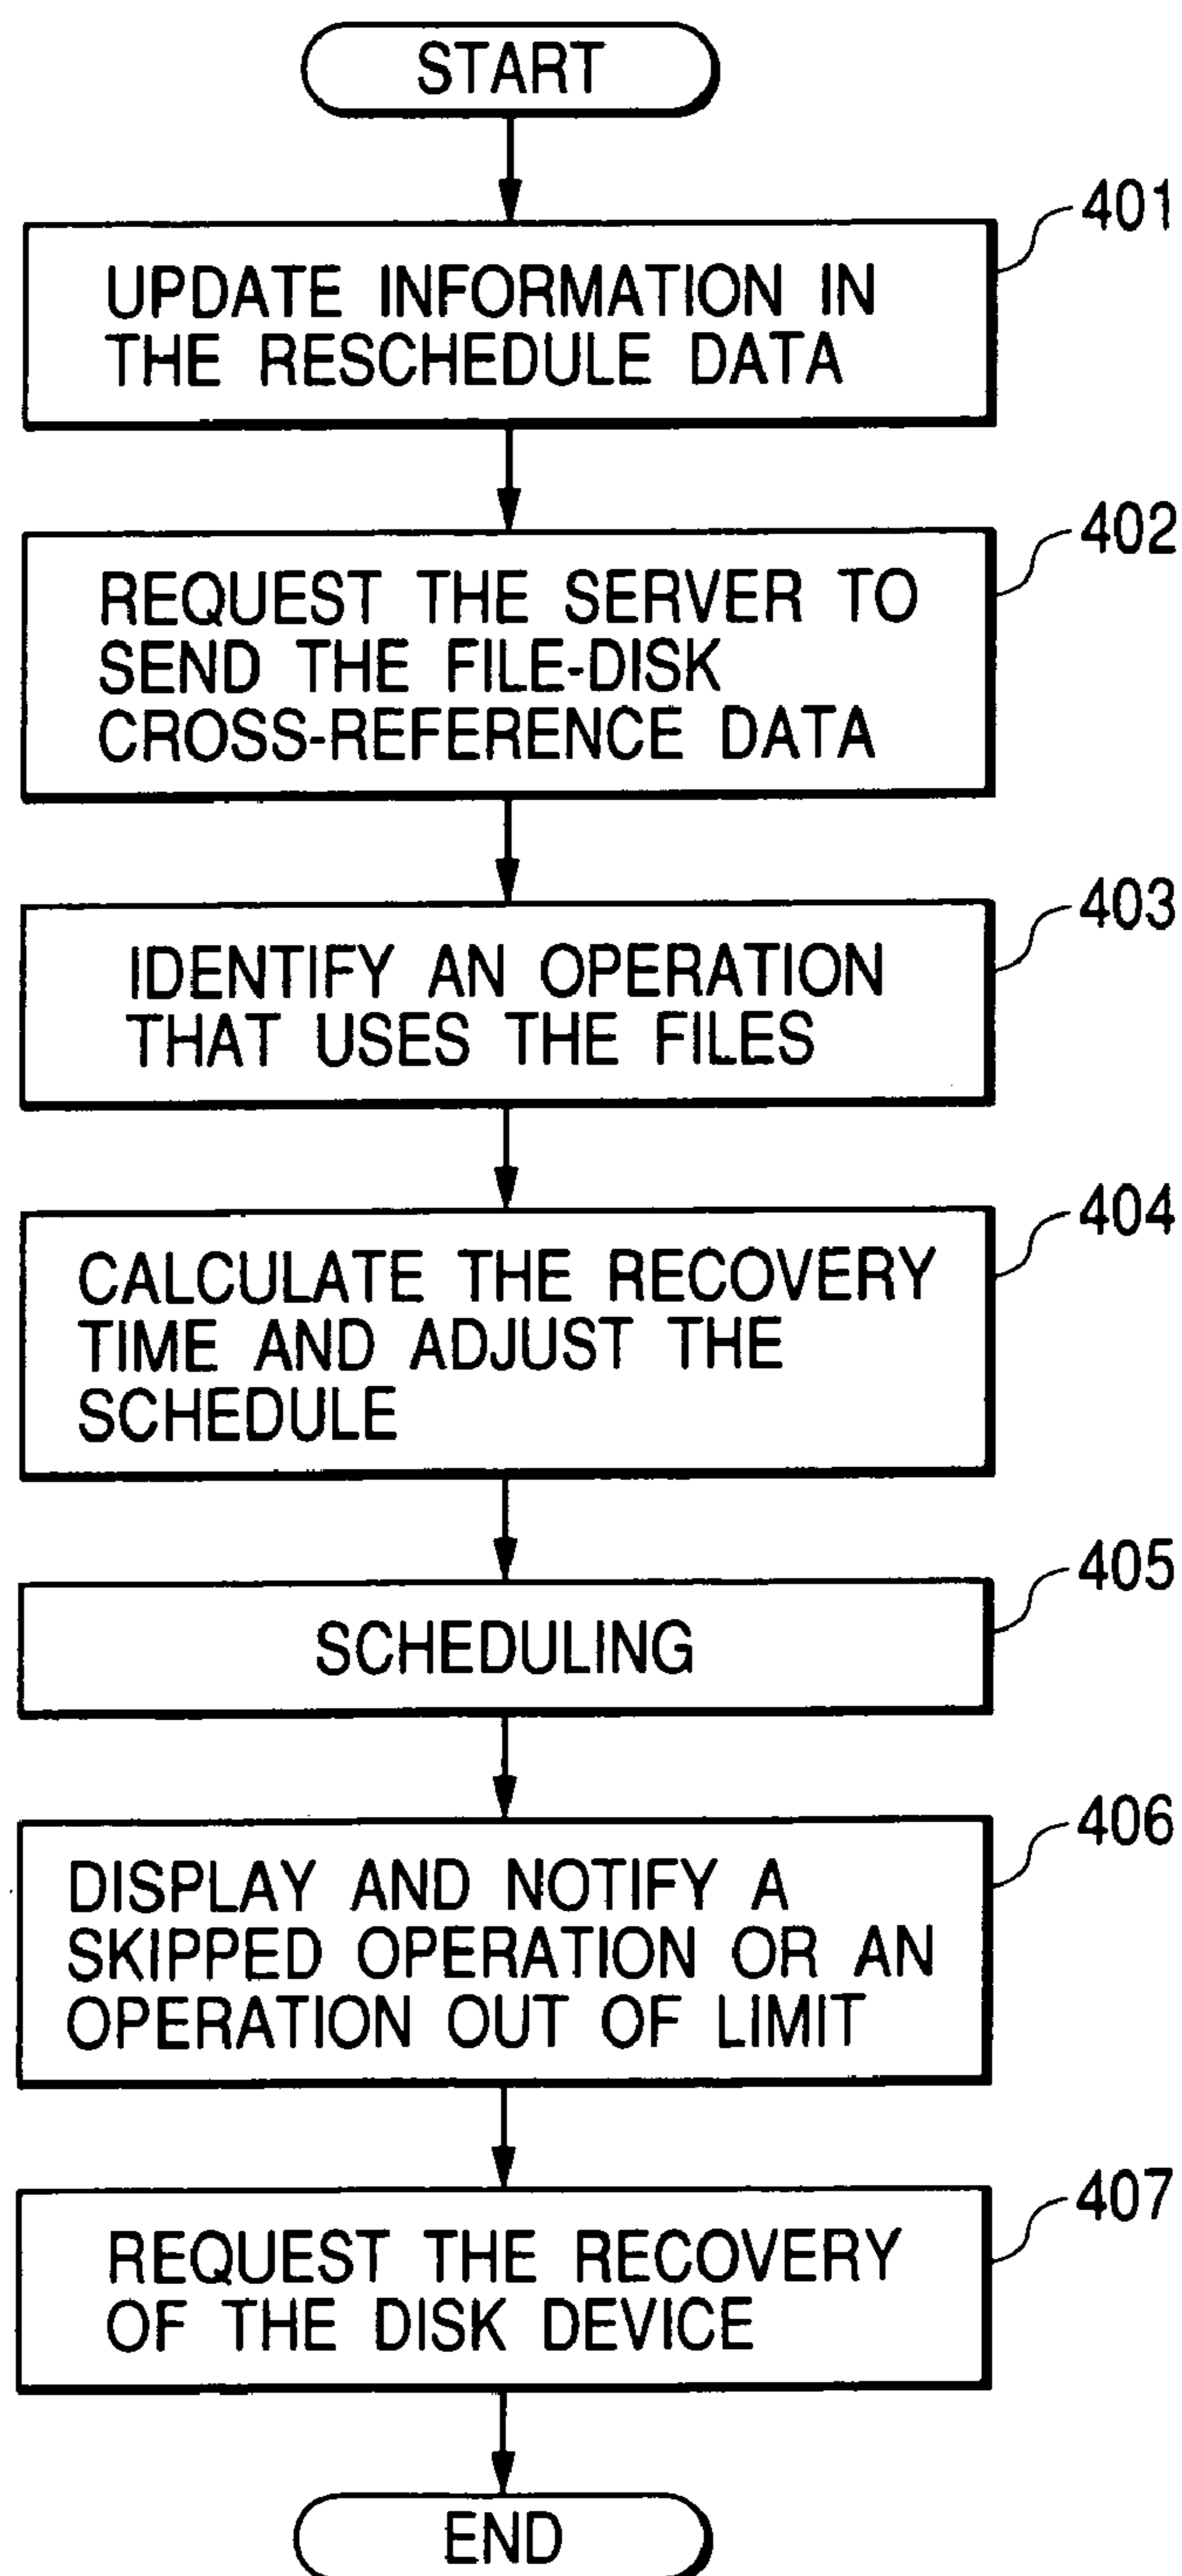 START
401
UPDATE INFORMATION IN
THE RESCHEDULE DATA
402
REQUEST THE SERVER TO
SEND THE FILE-DISK
CROSS-REFERENCE DATA
403
IDENTIFY AN OPERATION
THAT USES THE FILES
404
CALCULATE THE RECOVERY
TIME AND ADJUST THE
SCHEDULE
405
SCHEDULING
406
DISPLAY AND NOTIFY A
SKIPPED OPERATION OR AN
OPERATION OUT OF LIMIT
407
REQUEST THE RECOVERY
OF THE DISK DEVICE
END